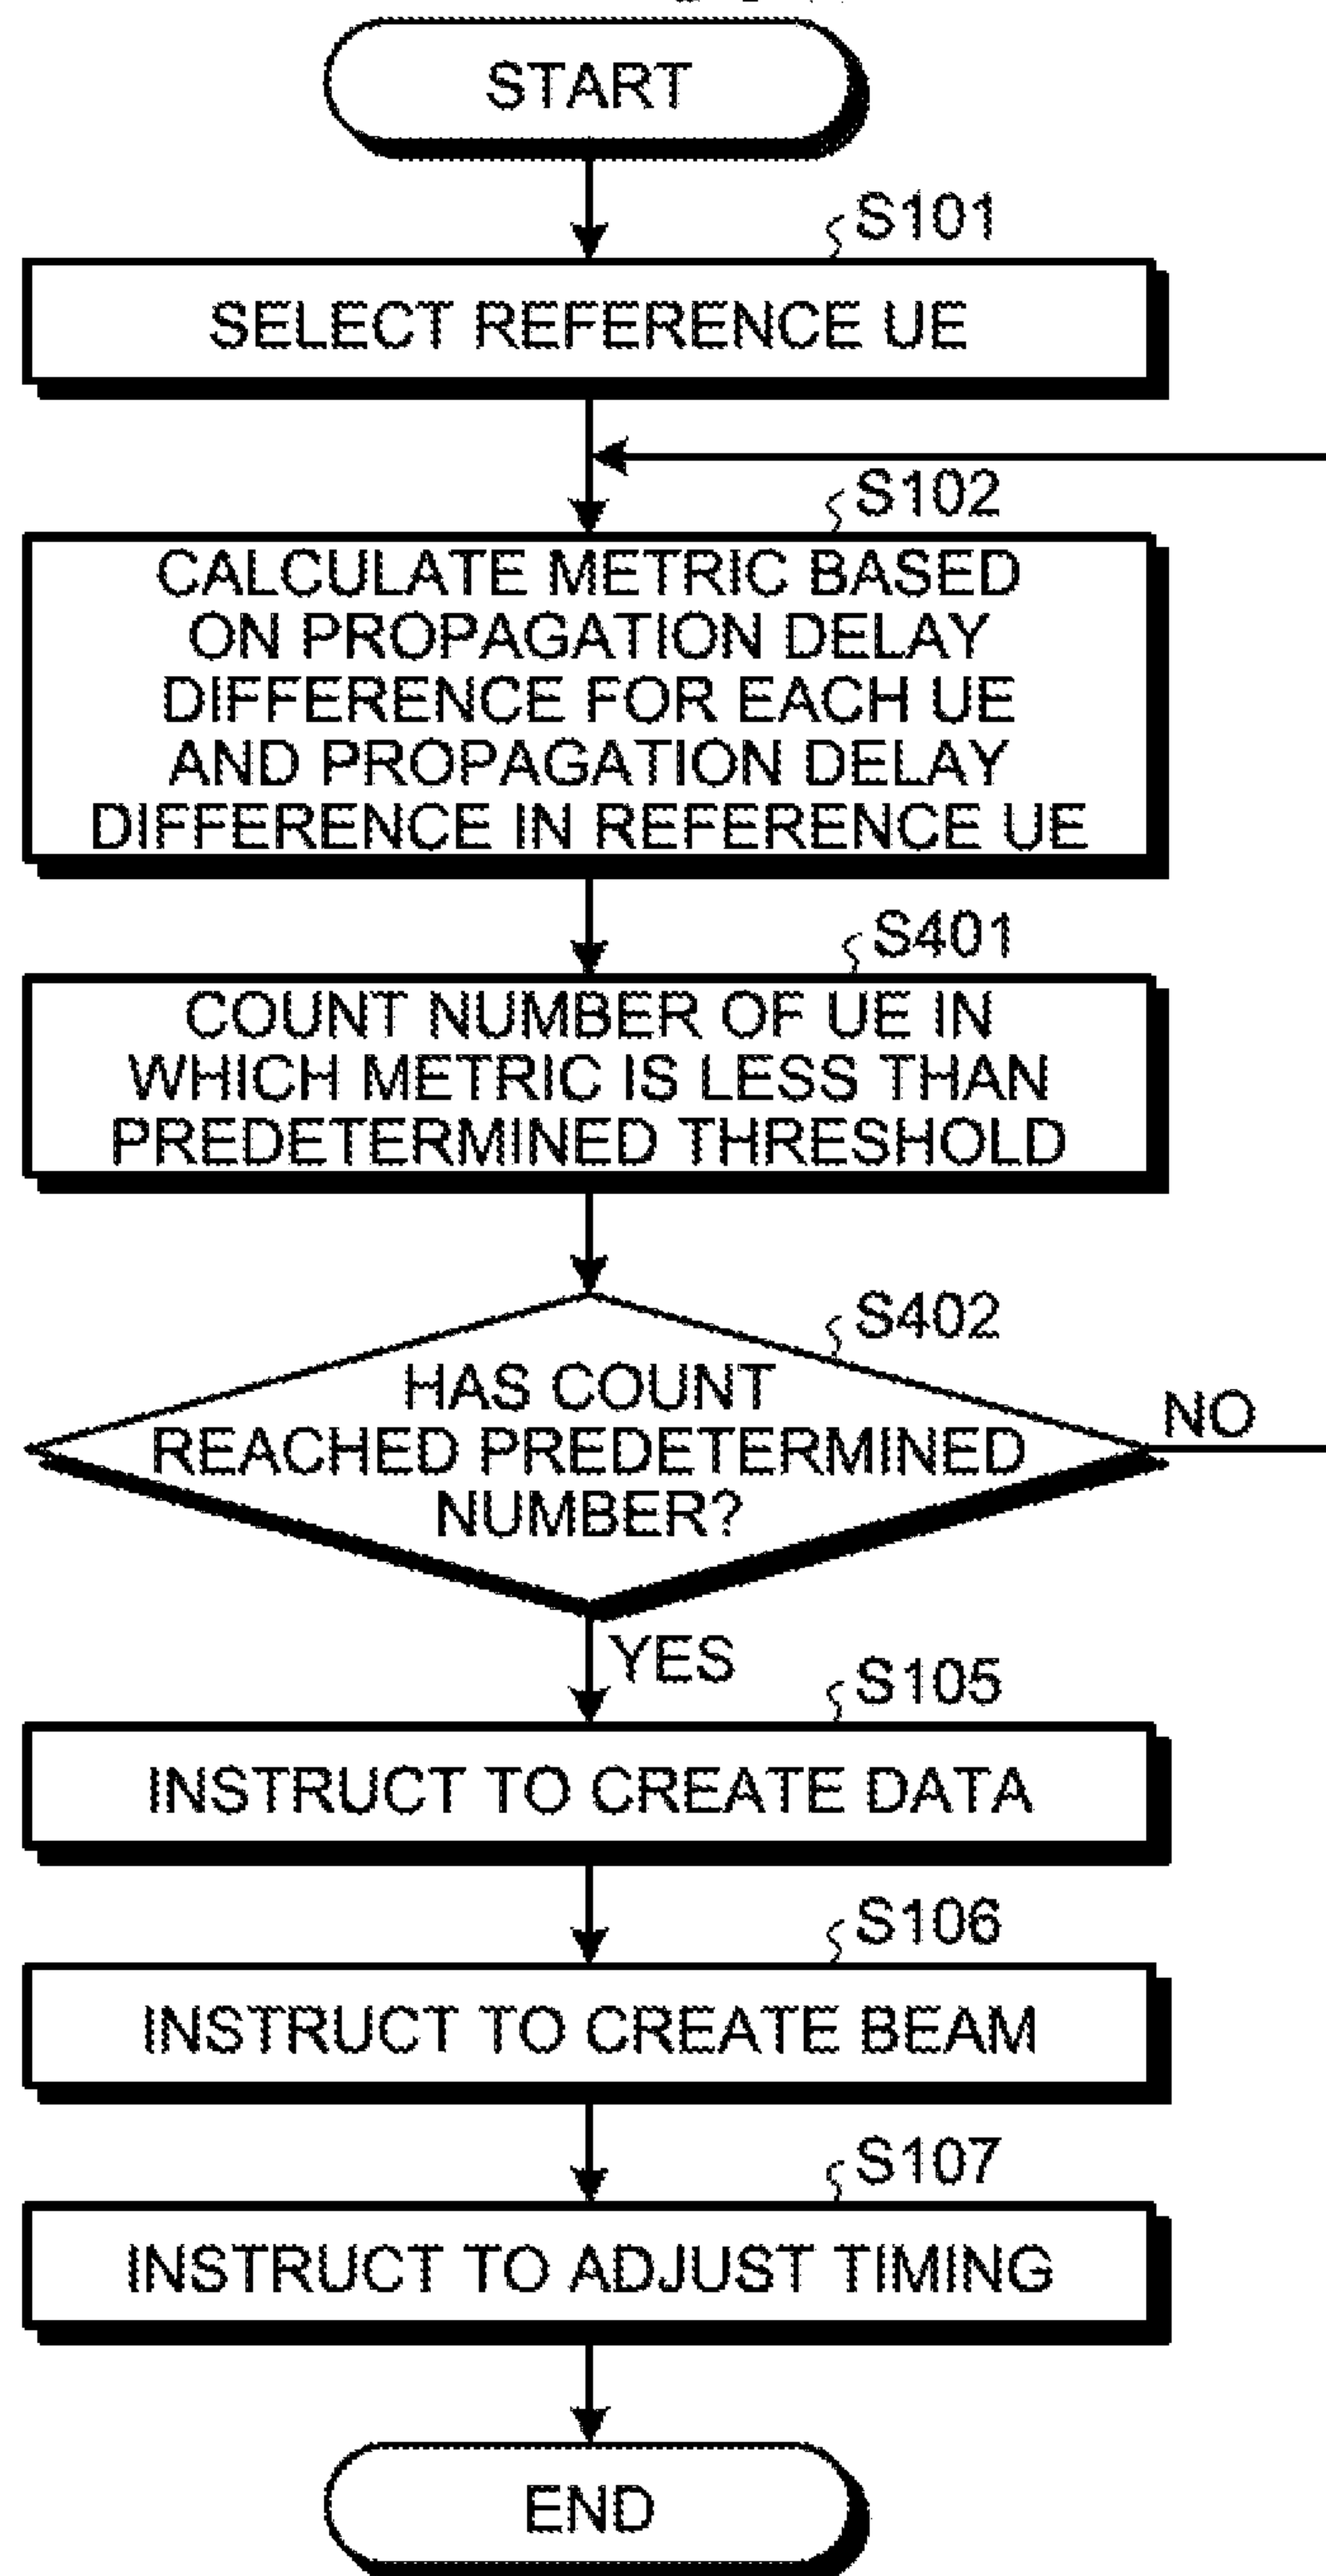 START
S101
SELECT REFERENCE UE
S102
CALCULATE METRIC BASED
ON PROPAGATION DELAY
DIFFERENCE FOR EACH UE
AND PROPAGATION DELAY
DIFFERENCE IN REFERENCE UE
S401
COUNT NUMBER OF UE IN
WHICH METRIC IS LESS THAN
PREDETERMINED THRESHOLD
S402
HAS COUNT
REACHED PREDETERMINED
NUMBER?
NO
YES
S105
INSTRUCT TO CREATE DATA
S106
INSTRUCT TO CREATE BEAM
S107
INSTRUCT TO ADJUST TIMING
END